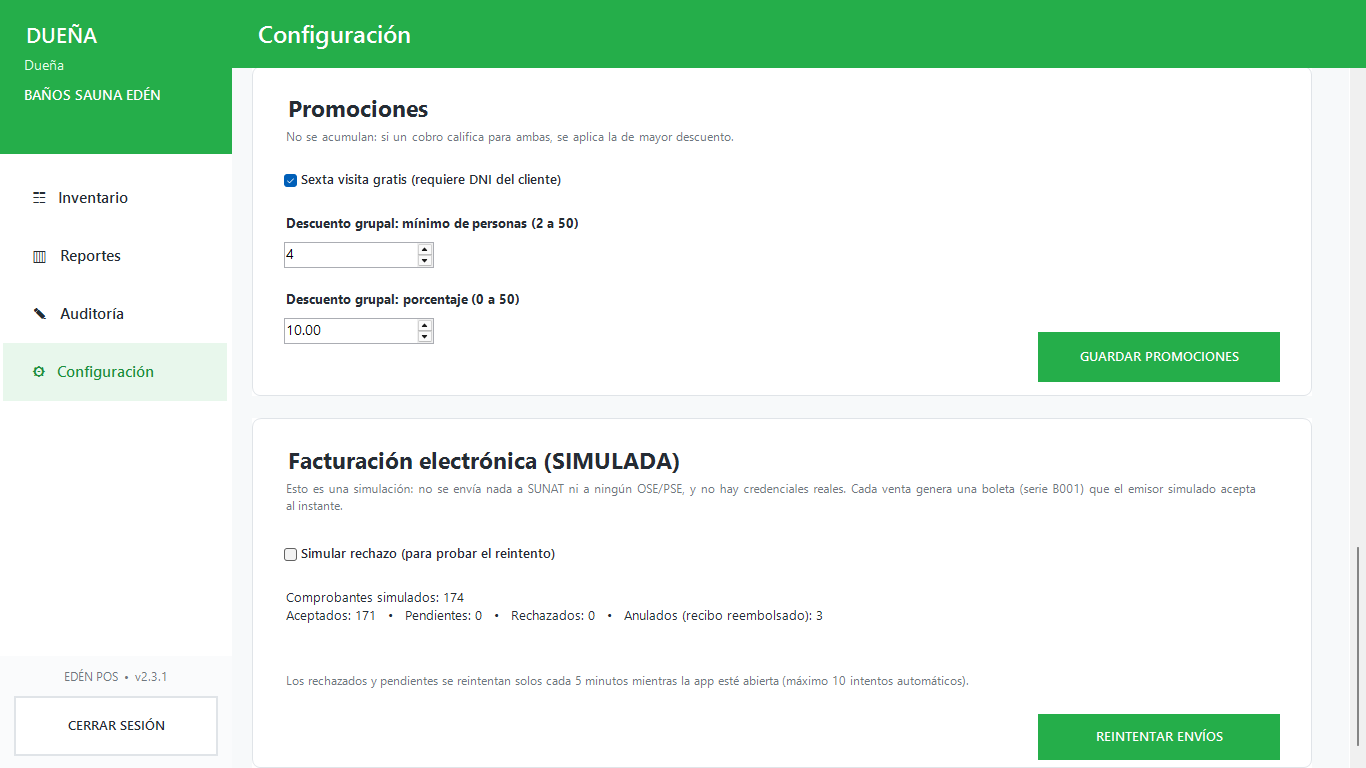 DUEÑA
Dueña
BAÑOS SAUNA EDÉN
Inventario
Reportes
Auditoría
Configuración
EDÉN POS • v2.3.1
CERRAR SESIÓN
Configuración
Promociones
No se acumulan: si un cobro califica para ambas, se aplica la de mayor descuento.
Sexta visita gratis (requiere DNI del cliente)
Descuento grupal: mínimo de personas (2 a 50)
4
Descuento grupal: porcentaje (0 a 50)
10.00
GUARDAR PROMOCIONES
Facturación electrónica (SIMULADA)
Esto es una simulación: no se envía nada a SUNAT ni a ningún OSE/PSE, y no hay credenciales reales. Cada venta genera una boleta (serie B001) que el emisor simulado acepta
al instante.
Simular rechazo (para probar el reintento)
Comprobantes simulados: 174
Aceptados: 171 • Pendientes: 0 • Rechazados: 0 • Anulados (recibo reembolsado): 3
Los rechazados y pendientes se reintentan solos cada 5 minutos mientras la app esté abierta (máximo 10 intentos automáticos).
REINTENTAR ENVÍOS